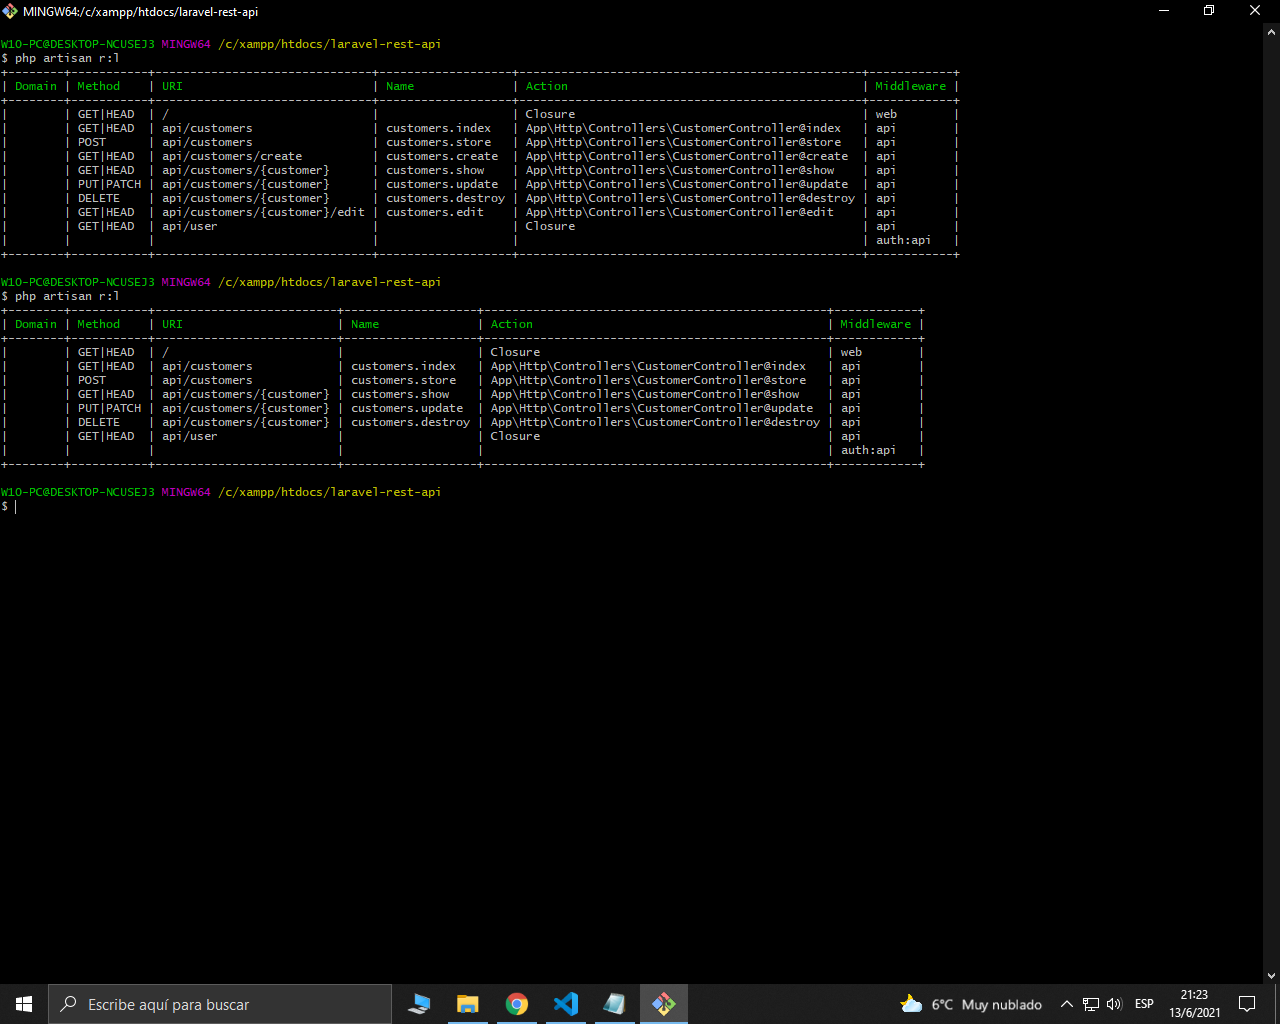 MINGW64:/c/xampp/htdocs/laravel-rest-api
W10-PC@DESKTOP-NCUSEJ3 MINGW64 /c/xampp/htdocs/laravel-rest-api
$ php artisan r:l
+--------+-----------+-------------------------------+-------------------+-------------------------------------------------+------------+
| Domain | Method    | URI                           | Name              | Action                                          | Middleware |
+--------+-----------+-------------------------------+-------------------+-------------------------------------------------+------------+
|        | GET|HEAD  | /                             |                   | Closure                                         | web        |
|        | GET|HEAD  | api/customers                 | customers.index   | App\Http\Controllers\CustomerController@index   | api        |
|        | POST      | api/customers                 | customers.store   | App\Http\Controllers\CustomerController@store   | api        |
|        | GET|HEAD  | api/customers/create          | customers.create  | App\Http\Controllers\CustomerController@create  | api        |
|        | GET|HEAD  | api/customers/{customer}      | customers.show    | App\Http\Controllers\CustomerController@show    | api        |
|        | PUT|PATCH | api/customers/{customer}      | customers.update  | App\Http\Controllers\CustomerController@update  | api        |
|        | DELETE    | api/customers/{customer}      | customers.destroy | App\Http\Controllers\CustomerController@destroy | api        |
|        | GET|HEAD  | api/customers/{customer}/edit | customers.edit    | App\Http\Controllers\CustomerController@edit    | api        |
|        | GET|HEAD  | api/user                      |                   | Closure                                         | api        |
|        |           |                               |                   |                                                 | auth:api   |
+--------+-----------+-------------------------------+-------------------+-------------------------------------------------+------------+
W10-PC@DESKTOP-NCUSEJ3 MINGW64 /c/xampp/htdocs/laravel-rest-api
$ php artisan r:l
+--------+-----------+--------------------------+-------------------+-------------------------------------------------+------------+
| Domain | Method    | URI                      | Name              | Action                                          | Middleware |
+--------+-----------+--------------------------+-------------------+-------------------------------------------------+------------+
|        | GET|HEAD  | /                        |                   | Closure                                         | web        |
|        | GET|HEAD  | api/customers            | customers.index   | App\Http\Controllers\CustomerController@index   | api        |
|        | POST      | api/customers            | customers.store   | App\Http\Controllers\CustomerController@store   | api        |
|        | GET|HEAD  | api/customers/{customer} | customers.show    | App\Http\Controllers\CustomerController@show    | api        |
|        | PUT|PATCH | api/customers/{customer} | customers.update  | App\Http\Controllers\CustomerController@update  | api        |
|        | DELETE    | api/customers/{customer} | customers.destroy | App\Http\Controllers\CustomerController@destroy | api        |
|        | GET|HEAD  | api/user                 |                   | Closure                                         | api        |
|        |           |                          |                   |                                                 | auth:api   |
+--------+-----------+--------------------------+-------------------+-------------------------------------------------+------------+
W10-PC@DESKTOP-NCUSEJ3 MINGW64 /c/xampp/htdocs/laravel-rest-api
$
Escribe aquí para buscar
6°C Muy nublado
ESP
21:23
13/6/2021